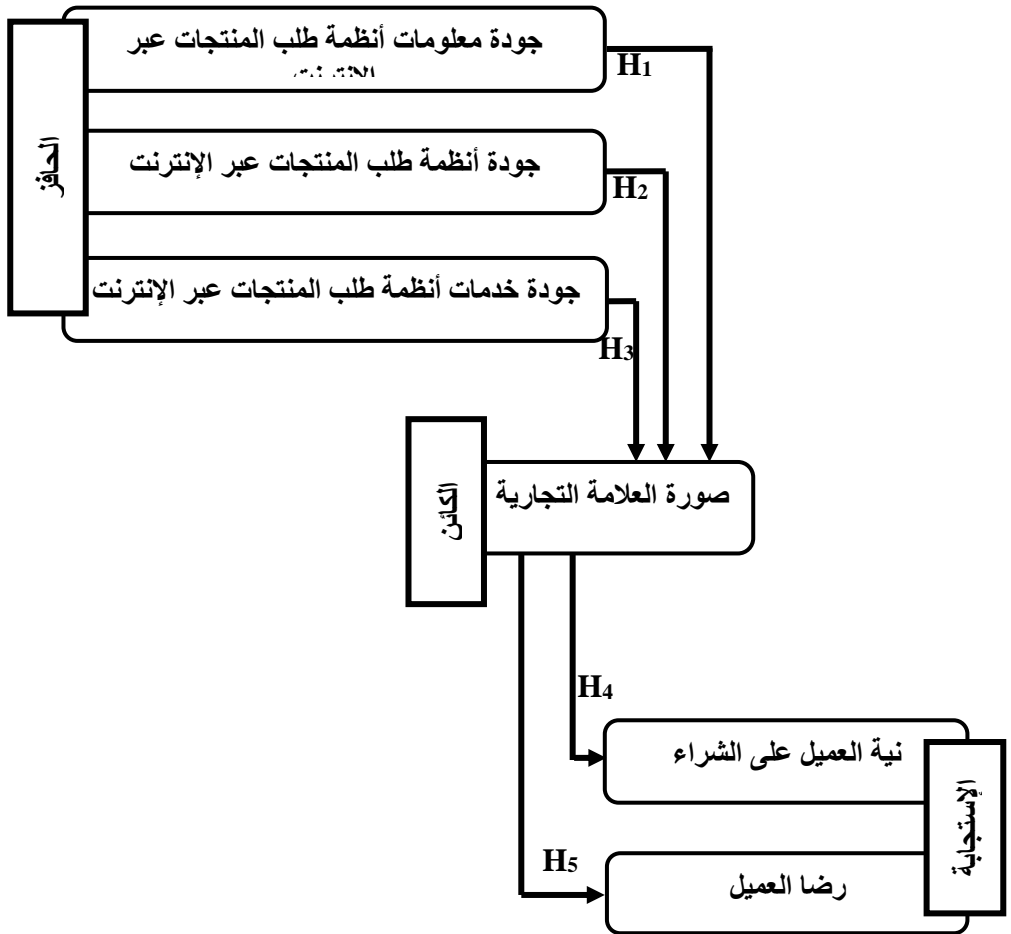 الحافز
جودة معلومات أنظمة طلب المنتجات عبر
H1
جودة أنظمة طلب المنتجات عبر الإنترنت
H2
جودة خدمات أنظمة طلب المنتجات عبر الإنترنت
H3
الكائن
صورة العلامة التجارية
H4
نية العميل على الشراء
الإستجابة
H5
رضا العميل